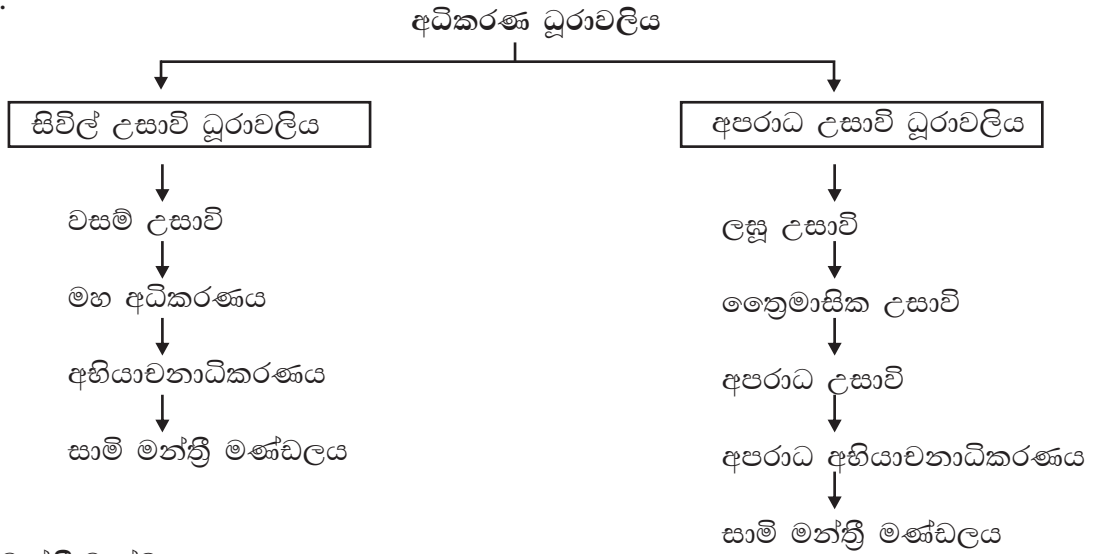 අධිකරණ ධූරාවලිය
සිවිල් උසාවි ධූරාවලිය
වසම් උසාවි
මහ අධිකරණය
අභියාචනාධිකරණය
සාමි මන්ත්‍රී මණ්ඩලය
අපරාධ උසාවි ධූරාවලිය
ලඝු උසාවි
ත්‍රෛමාසික උසාවි
අපරාධ උසාවි
අපරාධ අභියාචනාධිකරණය
සාමි මන්ත්‍රී මණ්ඩලය